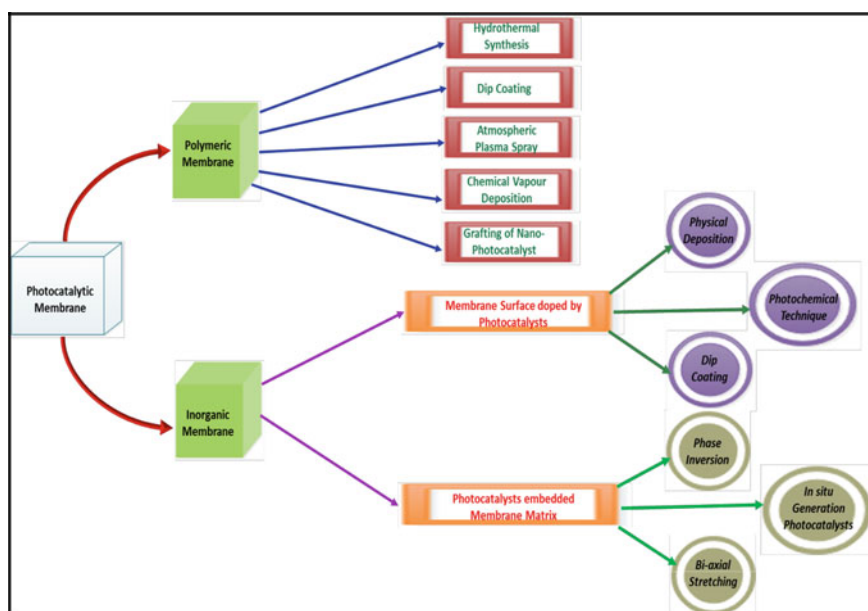 Photocatalytic
Membrane
Polymeric
Membrane
Hydrothermal
Synthesis
Dip Coating
Atmospheric
Plasma Spray
Chemical Vapour
Deposition
Grafting of Nano-
Photocatalyst
Inorganic
Membrane
Membrane Surface doped by
Photocatalysts
Physical
Deposition
Photochemical
Technique
Dip
Coating
Photocatalysts embedded
Membrane Matrix
Phase
Inversion
In situ
Generation
Photocatalysts
Bi-axial
Stretching